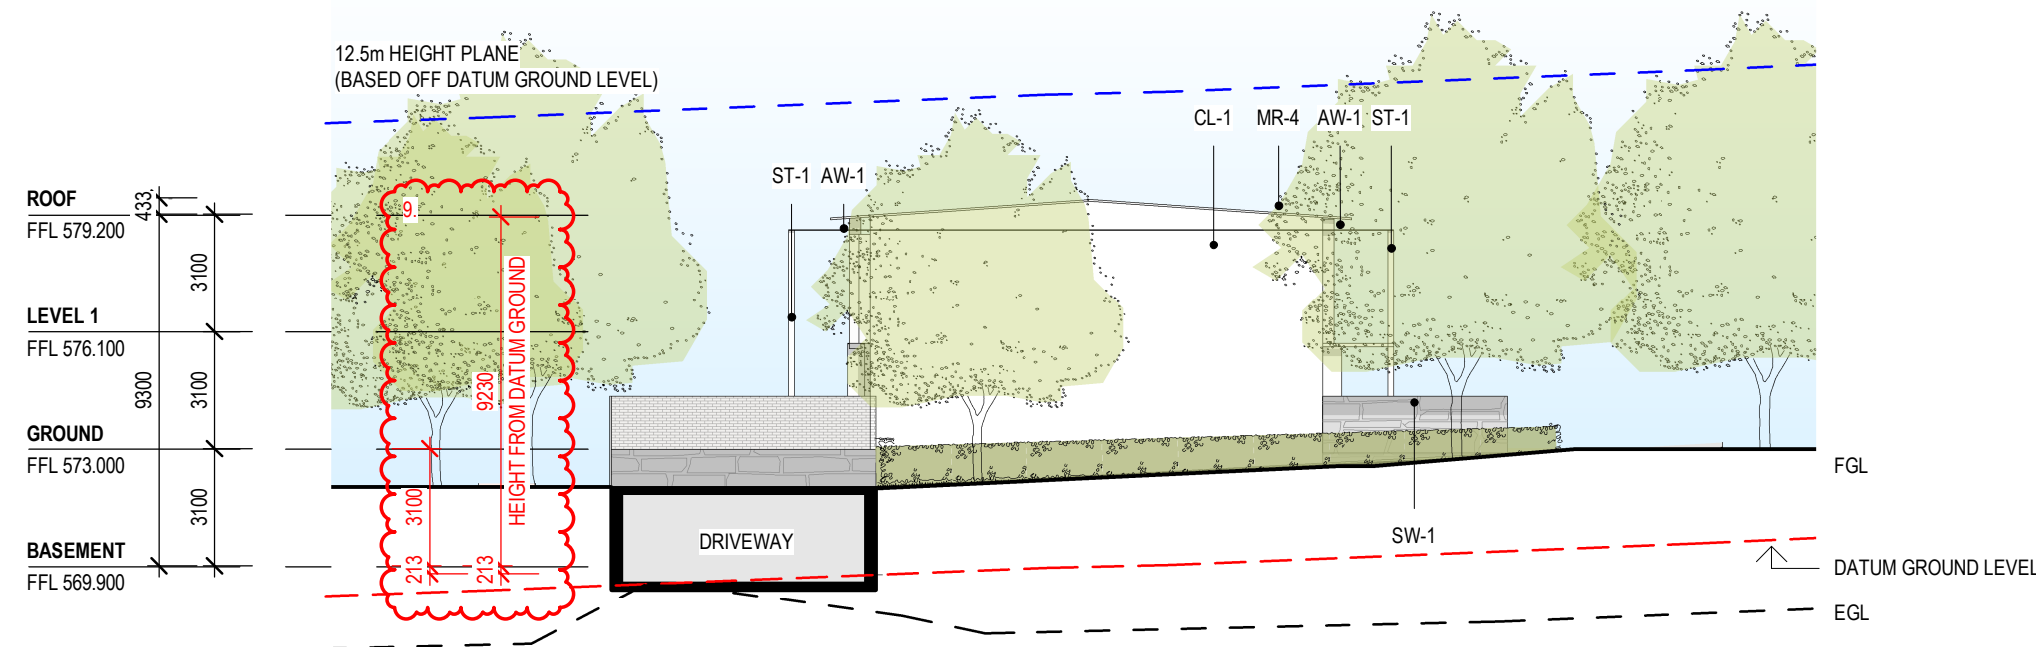 12.5m HEIGHT PLANE
(BASED OFF DATUM GROUND LEVEL)
CL-1 MR-4 AW-1 ST-1
ST-1 AW-1
ROOF
FFL 579.200
433
9.
3100
LEVEL 1
FFL 576.100
9300
3100
9230
HEIGHT FROM DATUM GROUND
GROUND
FFL 573.000
FGL
3100
3100
BASEMENT
FFL 569.900
213
213
DRIVEWAY
SW-1
DATUM GROUND LEVEL
EGL